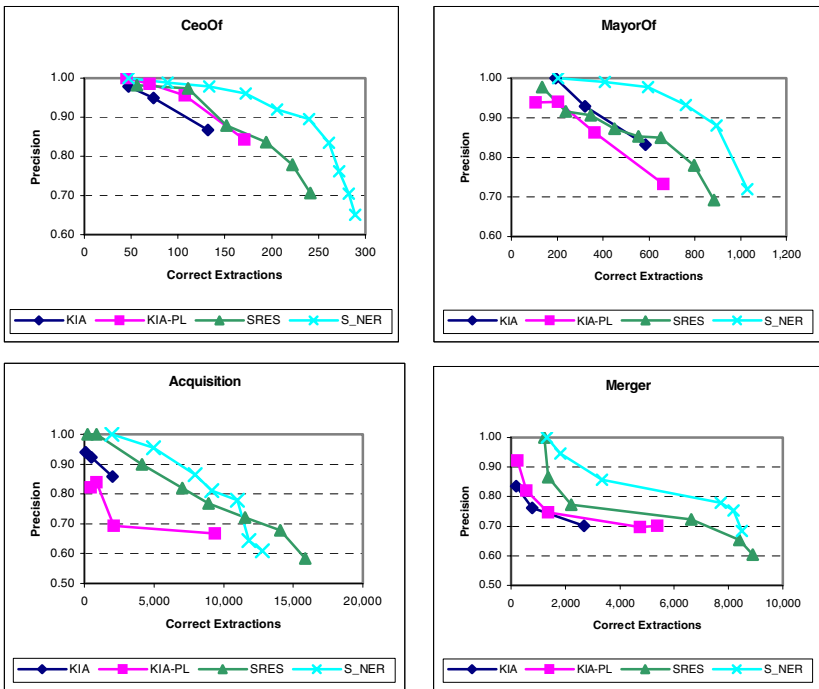 CeoOf
1.00
0.90
0.80
0.70
0.60
Precision
0 50 100 150 200 250 300
Correct Extractions
KIA KIA-PL SRES S_NER
MayorOf
1.00
0.90
0.80
0.70
0.60
Precision
0 200 400 600 800 1,000 1,200
Correct Extractions
KIA KIA-PL SRES S_NER
Acquisition
1.00
0.90
0.80
0.70
0.60
0.50
Precision
0 5,000 10,000 15,000 20,000
Correct Extractions
KIA KIA-PL SRES S_NER
Merger
1.00
0.90
0.80
0.70
0.60
0.50
Precision
0 2,000 4,000 6,000 8,000 10,000
Correct Extractions
KIA KIA-PL SRES S_NER